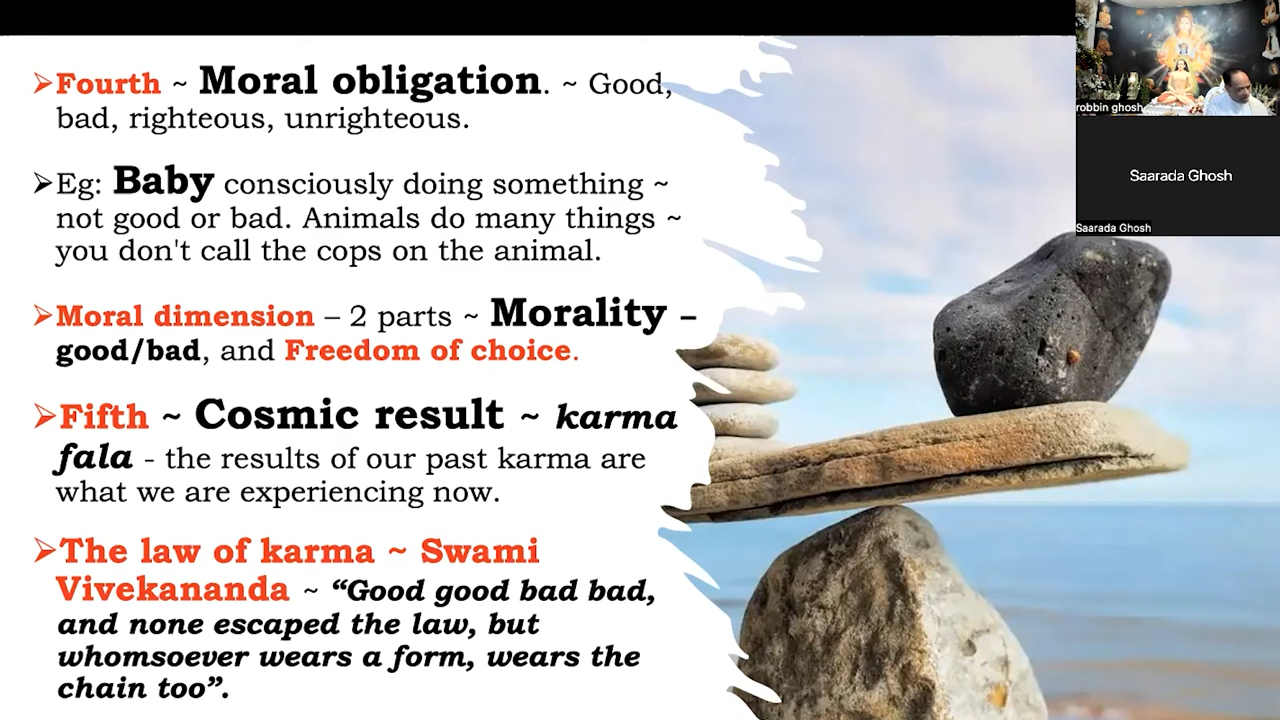 ➢Fourth ~ Moral obligation. ~ Good,
bad, righteous, unrighteous.
➢Eg: Baby consciously doing something ~
not good or bad. Animals do many things ~
you don't call the cops on the animal.
➢Moral dimension – 2 parts ~ Morality –
good/bad, and Freedom of choice.
➢Fifth ~ Cosmic result ~ karma
fala - the results of our past karma are
what we are experiencing now.
➢The law of karma ~ Swami
Vivekananda ~ “Good good bad bad,
and none escaped the law, but
whomsoever wears a form, wears the
chain too”.
robbin ghosh
Saarada Ghosh
Saarada Ghosh